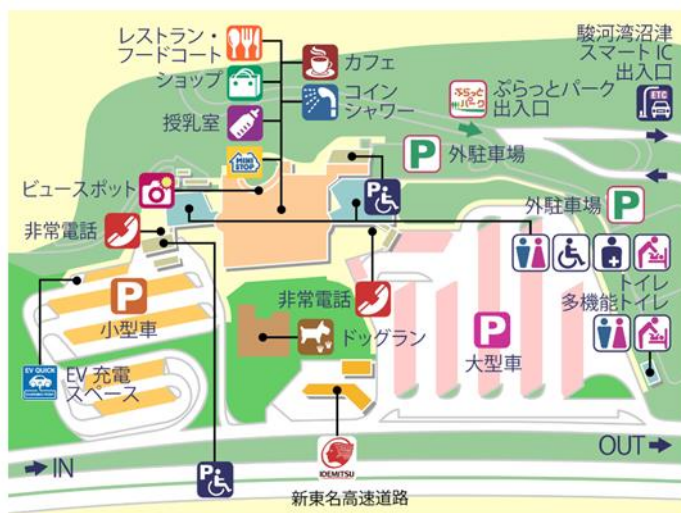 レストラン・
フードコート
ショップ
授乳室
MINI
STOP
カフェ
コイン
シャワー
ぷらっと
パーク
ぷらっとパーク
出入口
駿河湾沼津
スマートIC
出入口
ETC
P
外駐車場
外駐車場
P
ビュースポット
P
非常電話
P
小型車
非常電話
ドッグラン
P
大型車
トイレ
多機能トイレ
EV QUICK
EV 充電
スペース
IN
P
IDEMITSU
新東名高速道路
OUT